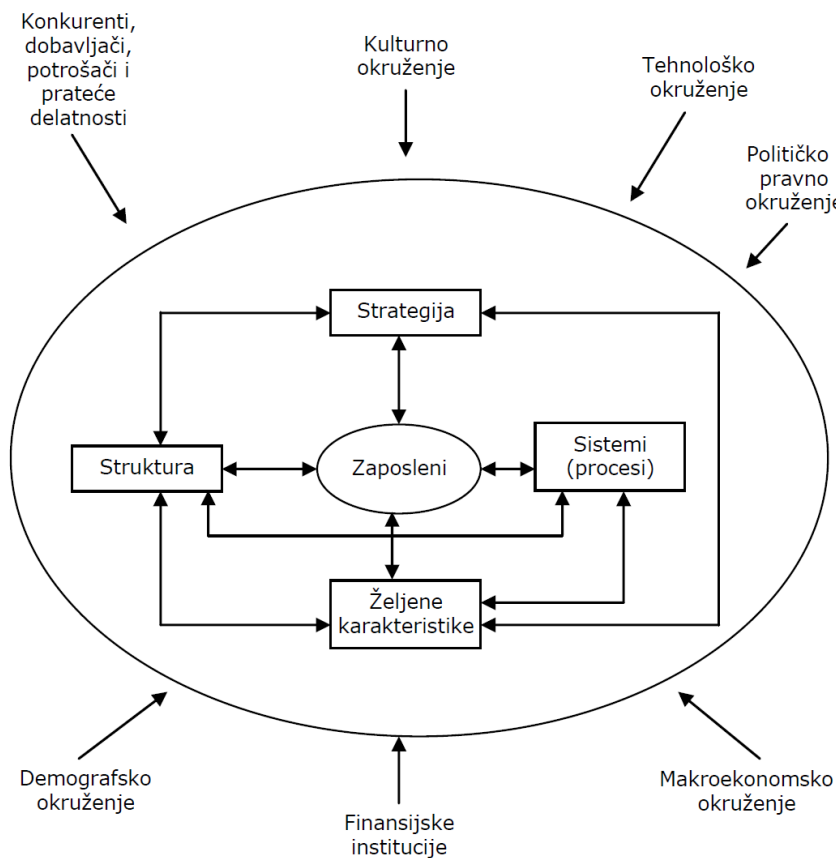 Konkurenti,
dobavljači,
potrošači i
prateće
delatnosti
Kulturno
okruženje
Tehnološko
okruženje
Političko
pravno
okruženje
Strategija
Struktura
Zaposleni
Sistemi
(procesi)
Željene
karakteristike
Demografsko
okruženje
Finansijske
institucije
Makroekonomsko
okruženje